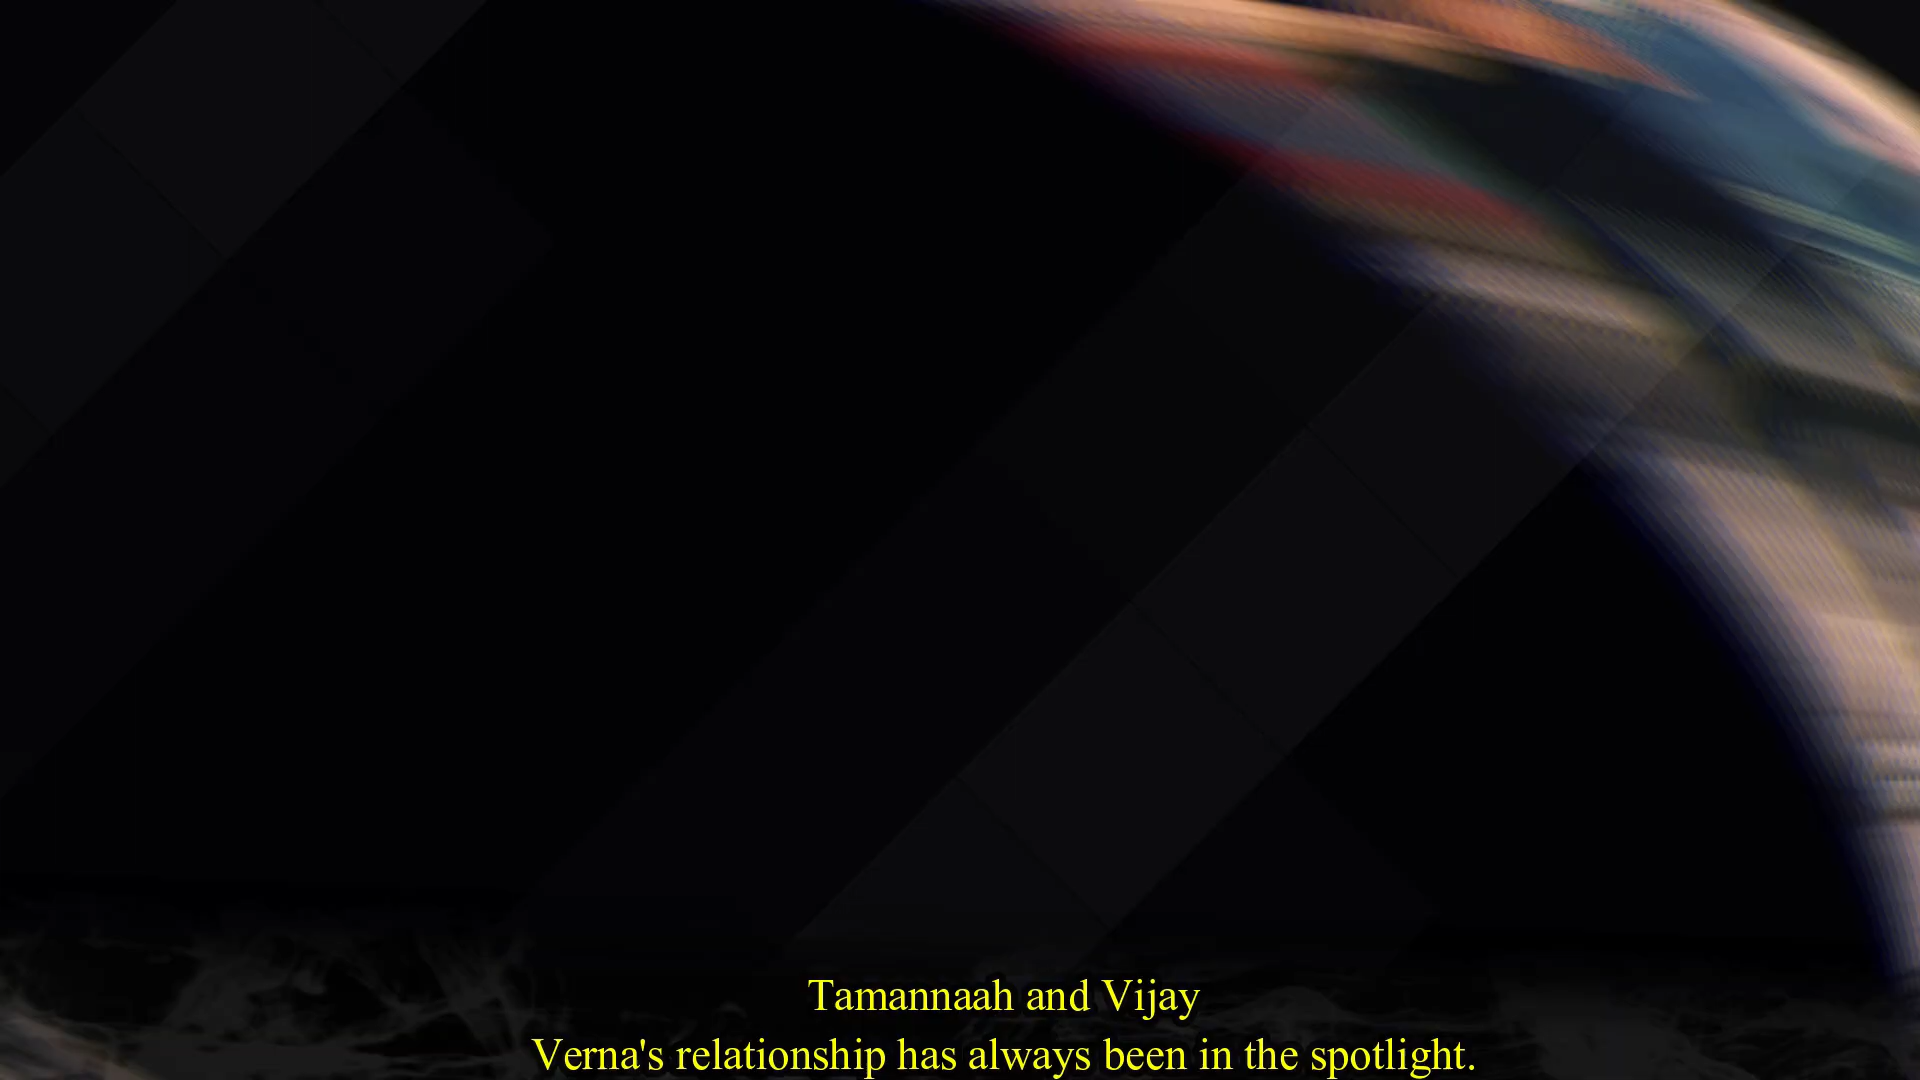 Tamannaah and Vijay
Verna's relationship has always been in the spotlight.